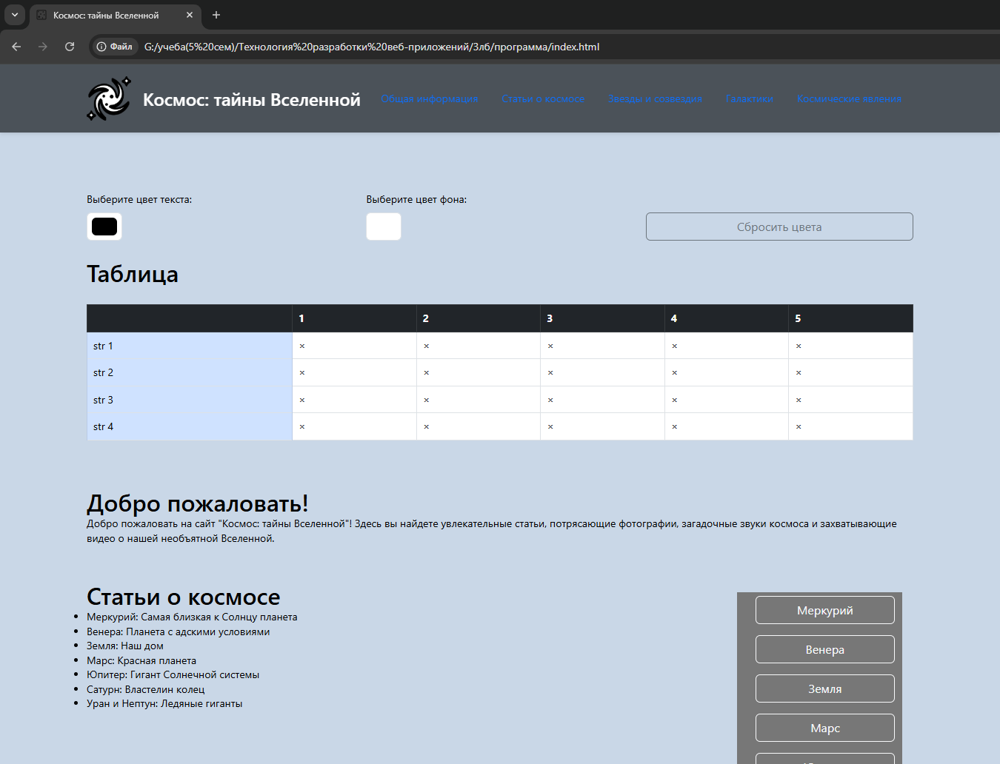 Космос: тайны Вселенной
Файл G:/учеба(5%20сем)/Технология%20разработки%20веб-приложений/3лб/программа/index.html
Космос: тайны Вселенной Общая информация Статьи о космосе Звезды и созвездия Галактики Космические явления
Выберите цвет текста: Выберите цвет фона:
Сбросить цвета
Таблица
1 2 3 4 5
str 1 × × × × ×
str 2 × × × × ×
str 3 × × × × ×
str 4 × × × × ×
Добро пожаловать!
Добро пожаловать на сайт "Космос: тайны Вселенной"! Здесь вы найдете увлекательные статьи, потрясающие фотографии, загадочные звуки космоса и захватывающие
видео о нашей необъятной Вселенной.
Статьи о космосе
Меркурий: Самая близкая к Солнцу планета
Венера: Планета с адскими условиями
Земля: Наш дом
Марс: Красная планета
Юпитер: Гигант Солнечной системы
Сатурн: Властелин колец
Уран и Нептун: Ледяные гиганты
Меркурий
Венера
Земля
Марс